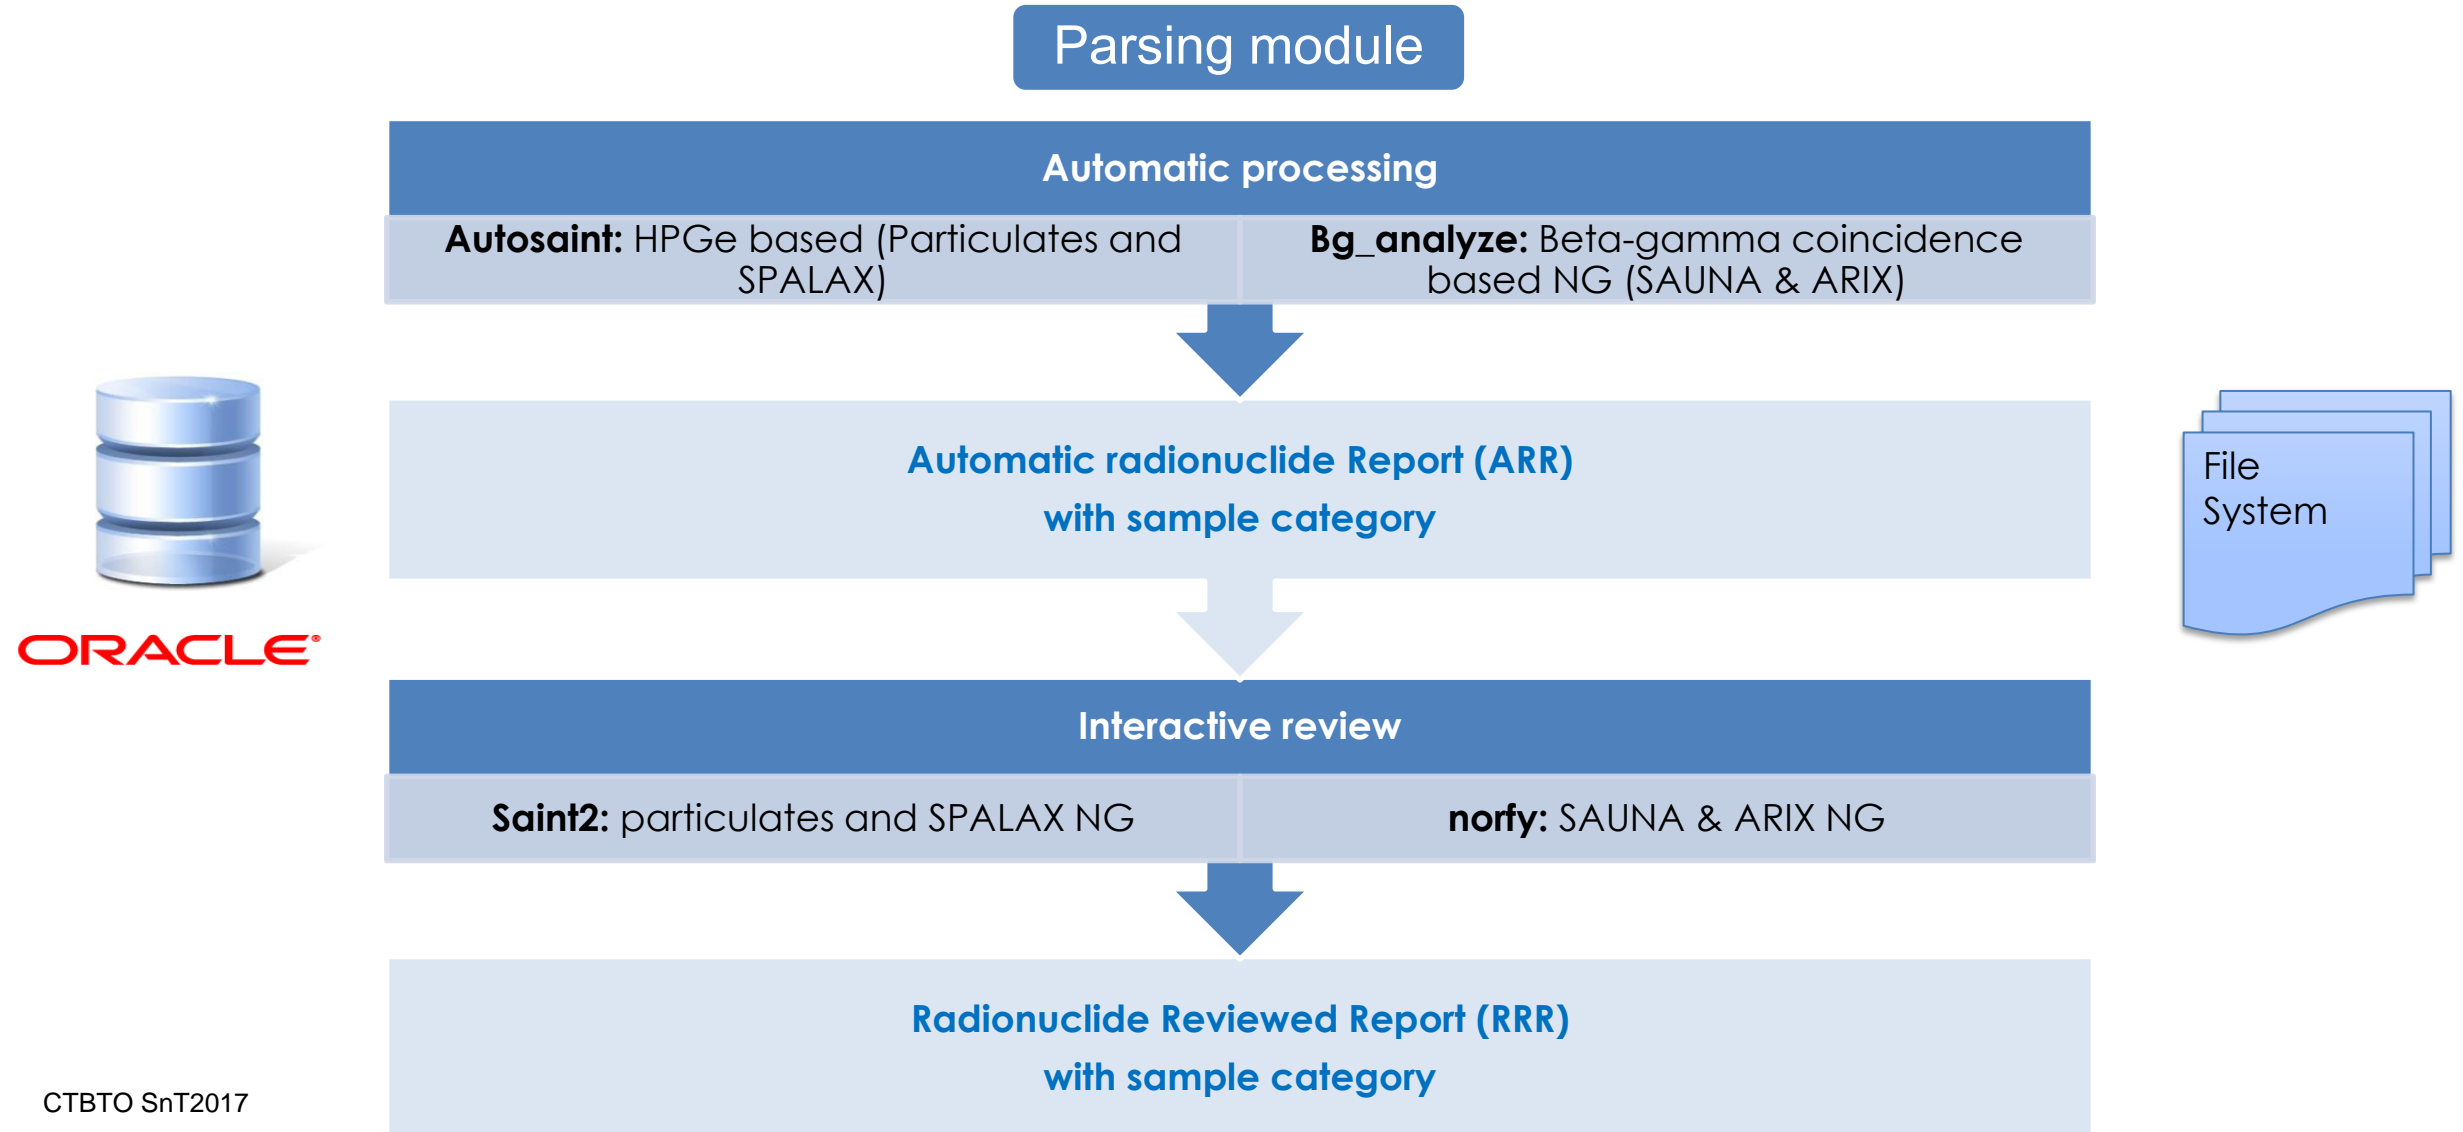 Parsing module
Automatic processing
Autosaint: HPGe based (Particulates and
SPALAX)
Bg_analyze: Beta-gamma coincidence
based NG (SAUNA & ARIX)
Automatic radionuclide Report (ARR)
with sample category
ORACLE®
File
System
Interactive review
Saint2: particulates and SPALAX NG
norfy: SAUNA & ARIX NG
Radionuclide Reviewed Report (RRR)
with sample category
CTBTO SnT2017